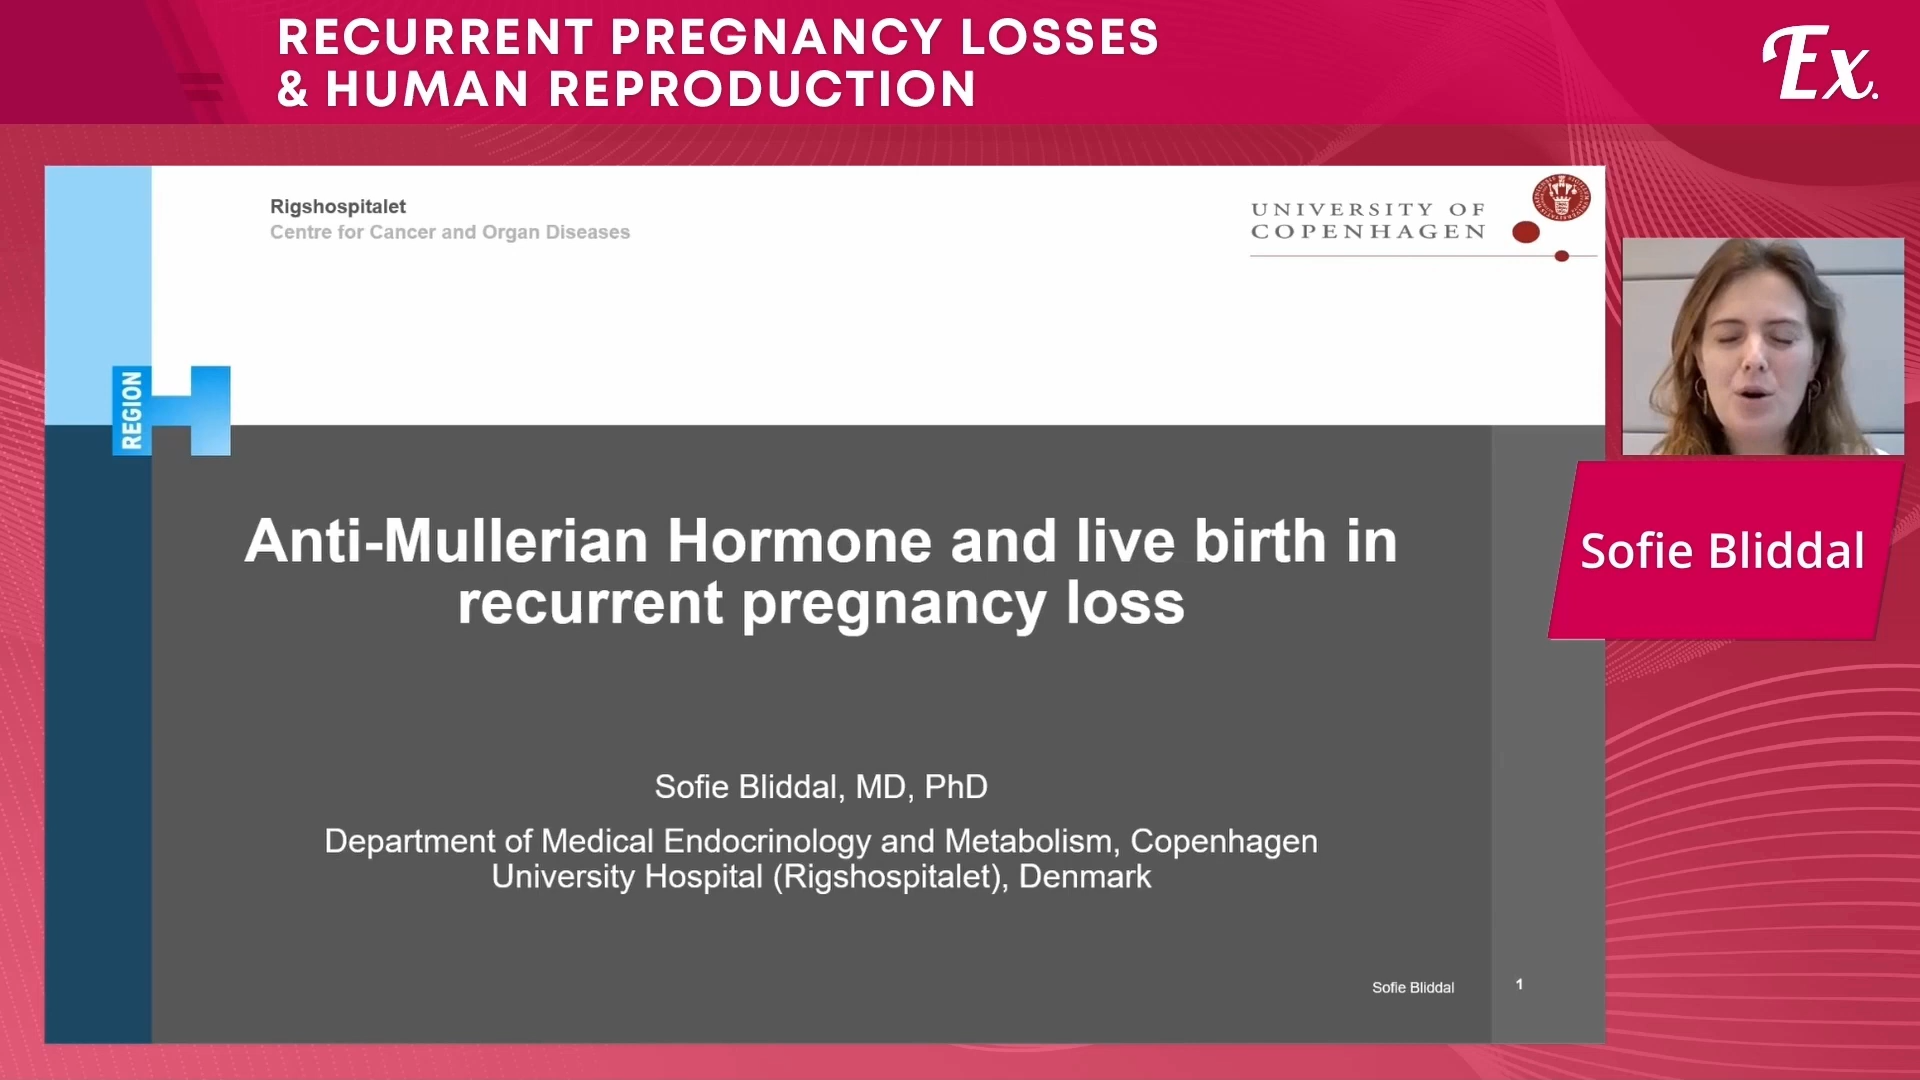 RECURRENT PREGNANCY LOSSES
& HUMAN REPRODUCTION
Ex.
Rigshospitalet
Centre for Cancer and Organ Diseases
UNIVERSITY OF
COPENHAGEN
REGION
Anti-Mullerian Hormone and live birth in
recurrent pregnancy loss
Sofie Bliddal
Sofie Bliddal, MD, PhD
Department of Medical Endocrinology and Metabolism, Copenhagen
University Hospital (Rigshospitalet), Denmark
Sofie Bliddal
1